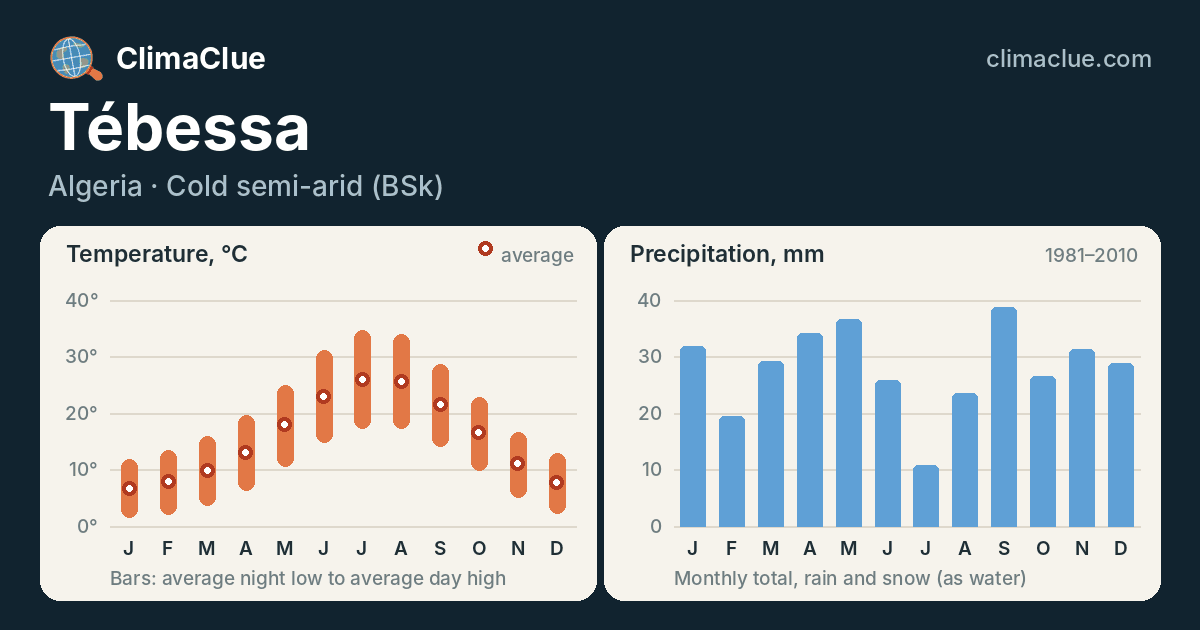 ClimaClue
climaclue.com
Tébessa
Algeria · Cold semi-arid (BSk)
Temperature, °C
average
40°
30°
20°
10°
0°
J F M A M J J A S O N D
Bars: average night low to average day high
Precipitation, mm
1981–2010
40
30
20
10
0
J F M A M J J A S O N D
Monthly total, rain and snow (as water)